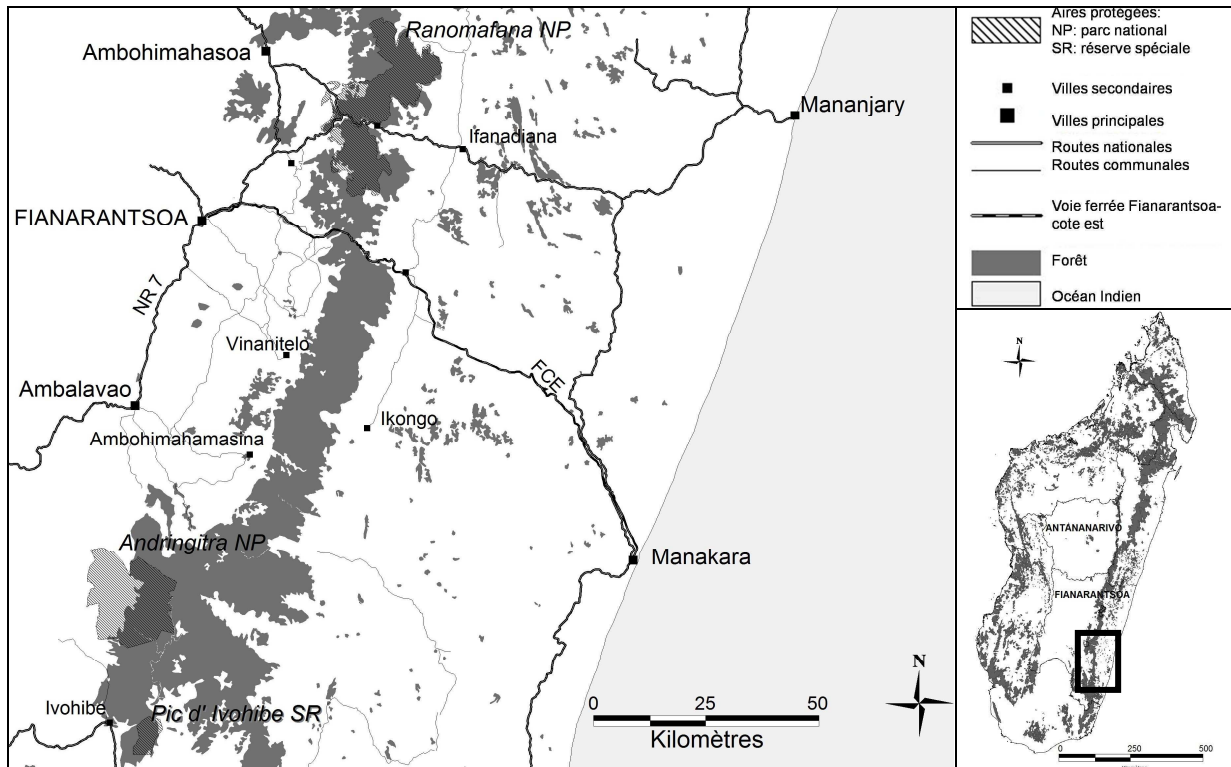 Ranomafana NP
Ambohimahasoa
Mananjary
Ifanadiana
FIANARANTSOA
NR 7
Vinanitelo
FCE
Ambalavao
Ikongo
Ambohimahamasina
Andringitra NP
Manakara
N
Ivohibe
Pic d' Ivohibe SR
0 25 50
Kilomètres
Aires protégées:
NP: parc national
SR: réserve spéciale
Villes secondaires
Villes principales
Routes nationales
Routes communales
Voie ferrée Fianarantsoa-
cote est
Forêt
Océan Indien
N
ANTANANARIVO
FIANARANTSOA
0 250 500